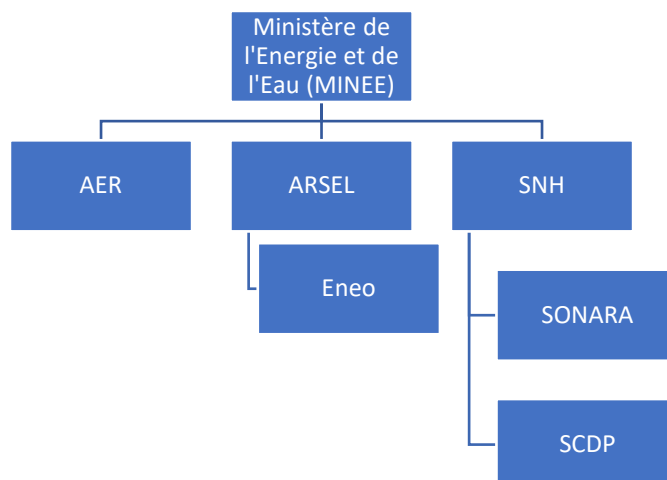 Ministère de
l'Energie et de
l'Eau (MINEE)
AER
ARSEL
SNH
Eneo
SONARA
SCDP